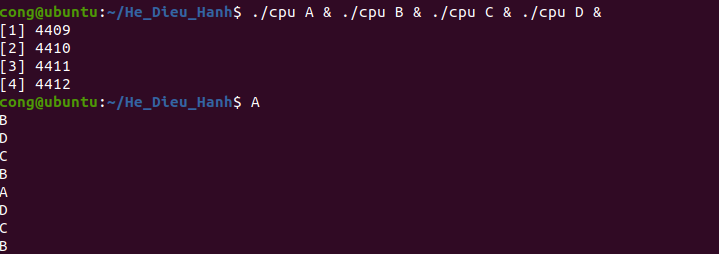 cong@ubuntu:~/He_Dieu_Hanh$ ./cpu A & ./cpu B & ./cpu C & ./cpu D &
[1] 4409
[2] 4410
[3] 4411
[4] 4412
cong@ubuntu:~/He_Dieu_Hanh$ A
B
D
C
B
A
D
C
B